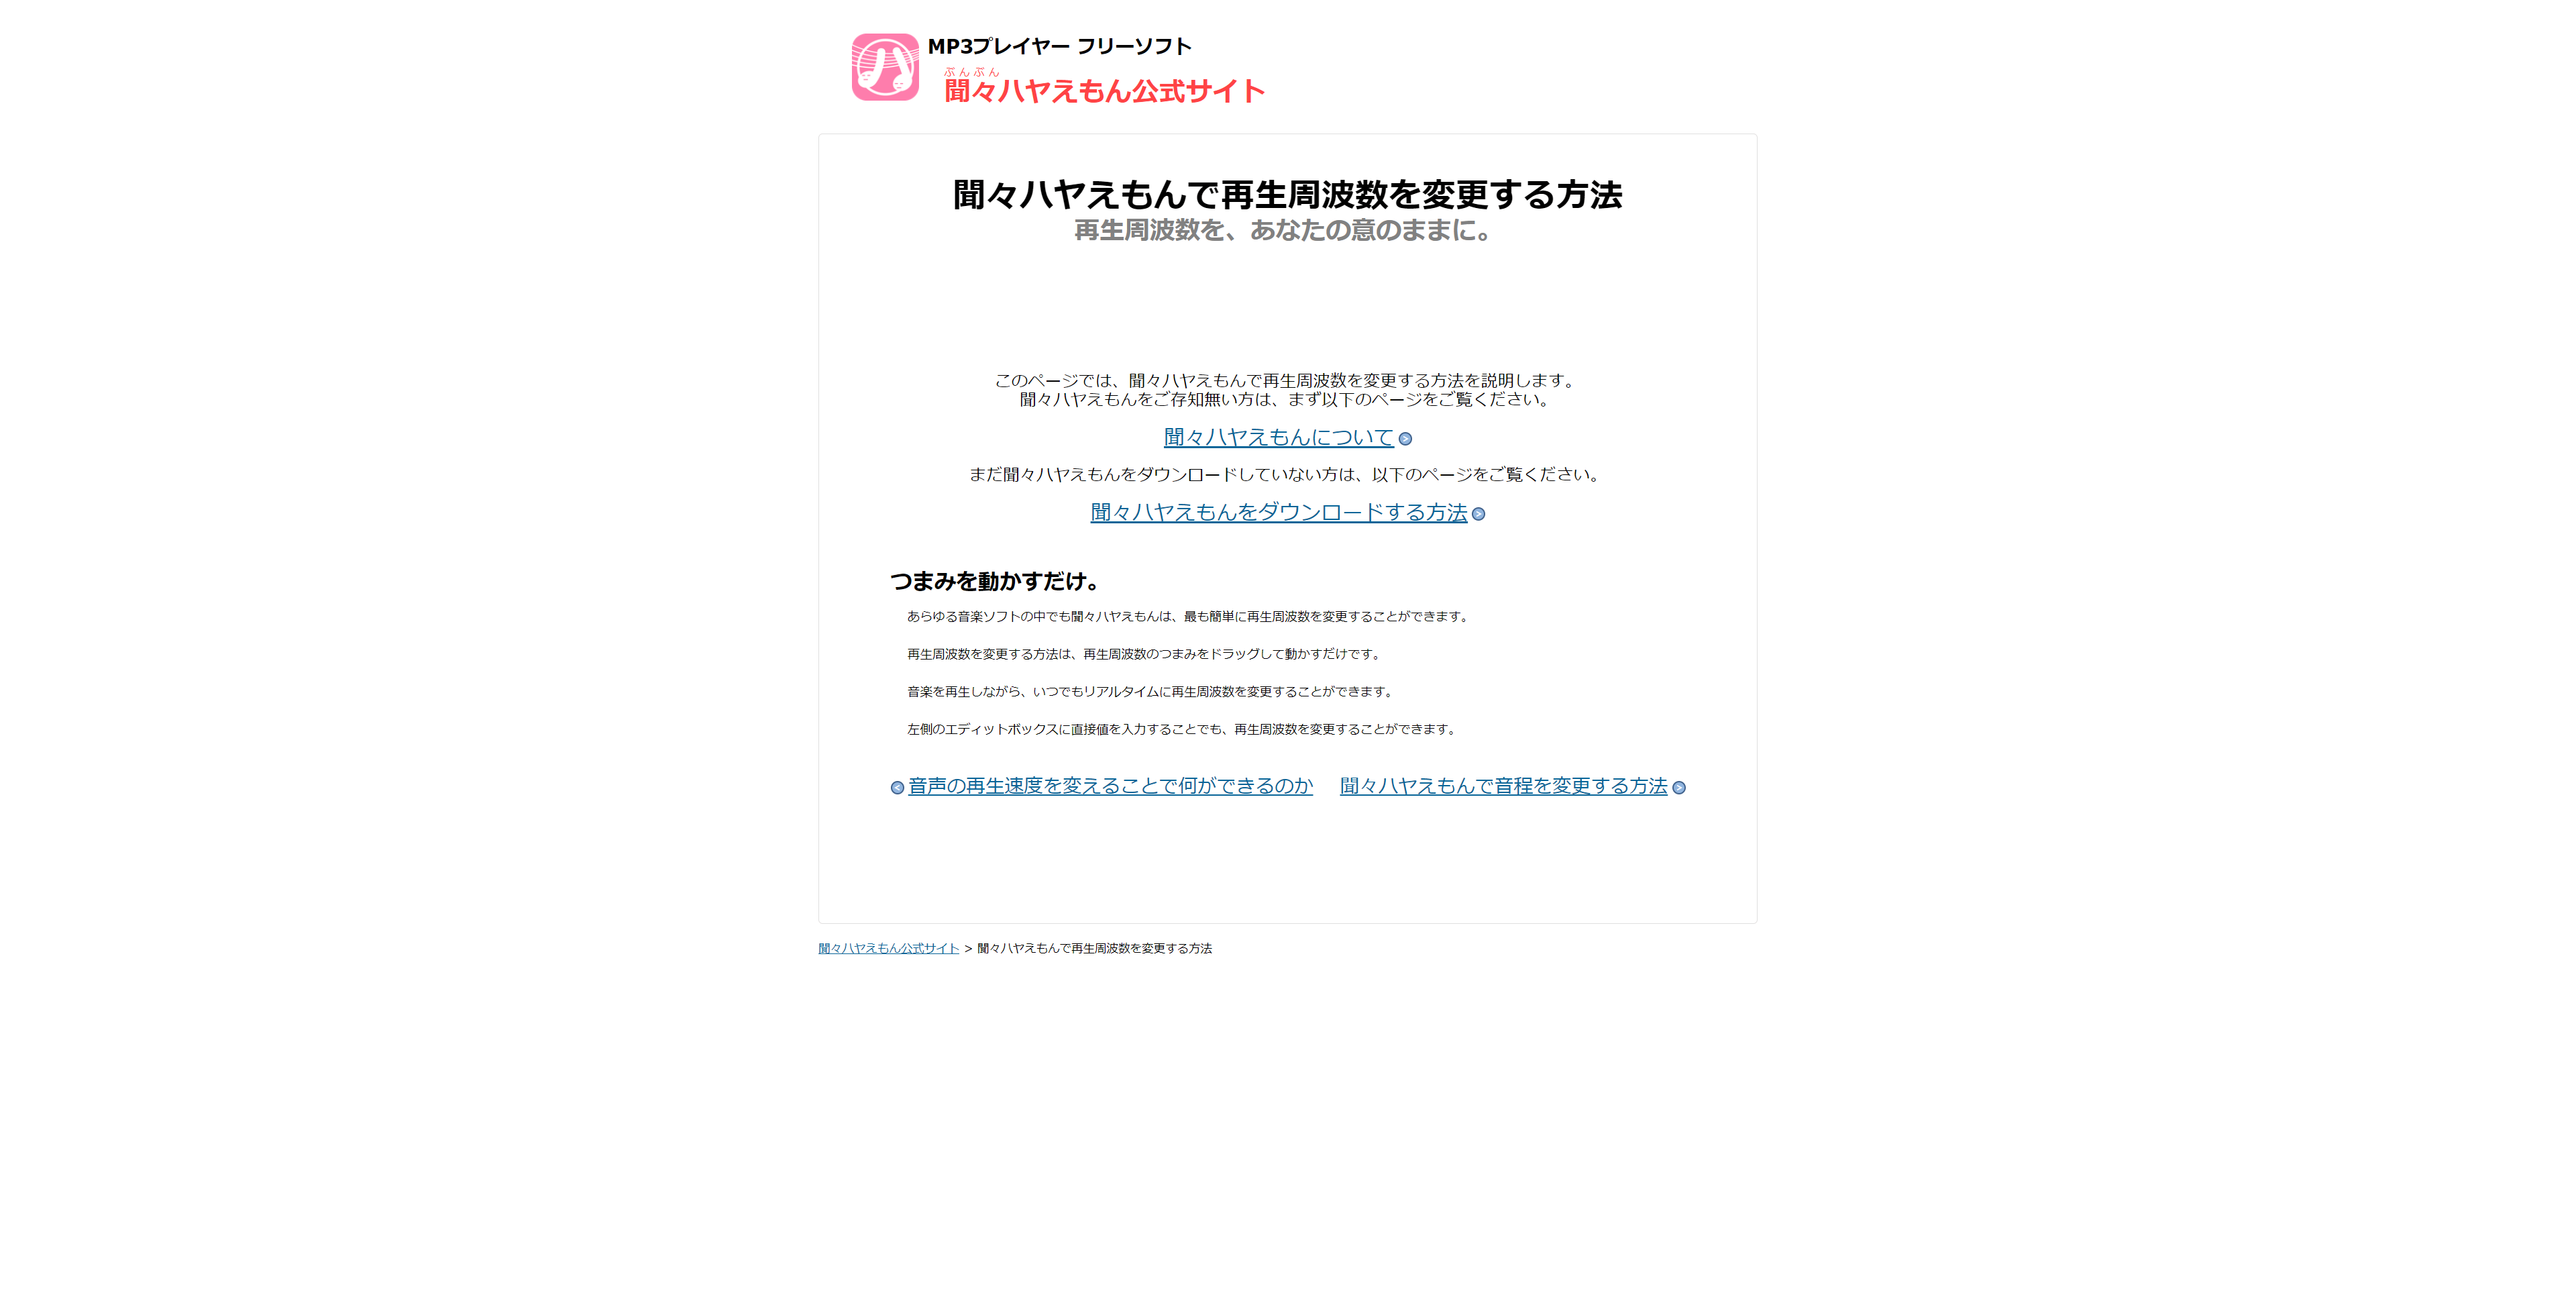 MP3プレイヤー フリーソフト
ぶんぶん
聞々ハヤえもん公式サイト
聞々ハヤえもんで再生周波数を変更する方法
再生周波数を、あなたの意のままに。
このページでは、聞々ハヤえもんで再生周波数を変更する方法を説明します。
聞々ハヤえもんをご存知無い方は、まず以下のページをご覧ください。
聞々ハヤえもんについて
まだ聞々ハヤえもんをダウンロードしていない方は、以下のページをご覧ください。
聞々ハヤえもんをダウンロードする方法
つまみを動かすだけ。
あらゆる音楽ソフトの中でも聞々ハヤえもんは、最も簡単に再生周波数を変更することができます。
再生周波数を変更する方法は、再生周波数のつまみをドラッグして動かすだけです。
音楽を再生しながら、いつでもリアルタイムに再生周波数を変更することができます。
左側のエディットボックスに直接値を入力することでも、再生周波数を変更することができます。
音声の再生速度を変えることで何ができるのか 聞々ハヤえもんで音程を変更する方法
聞々ハヤえもん公式サイト > 聞々ハヤえもんで再生周波数を変更する方法